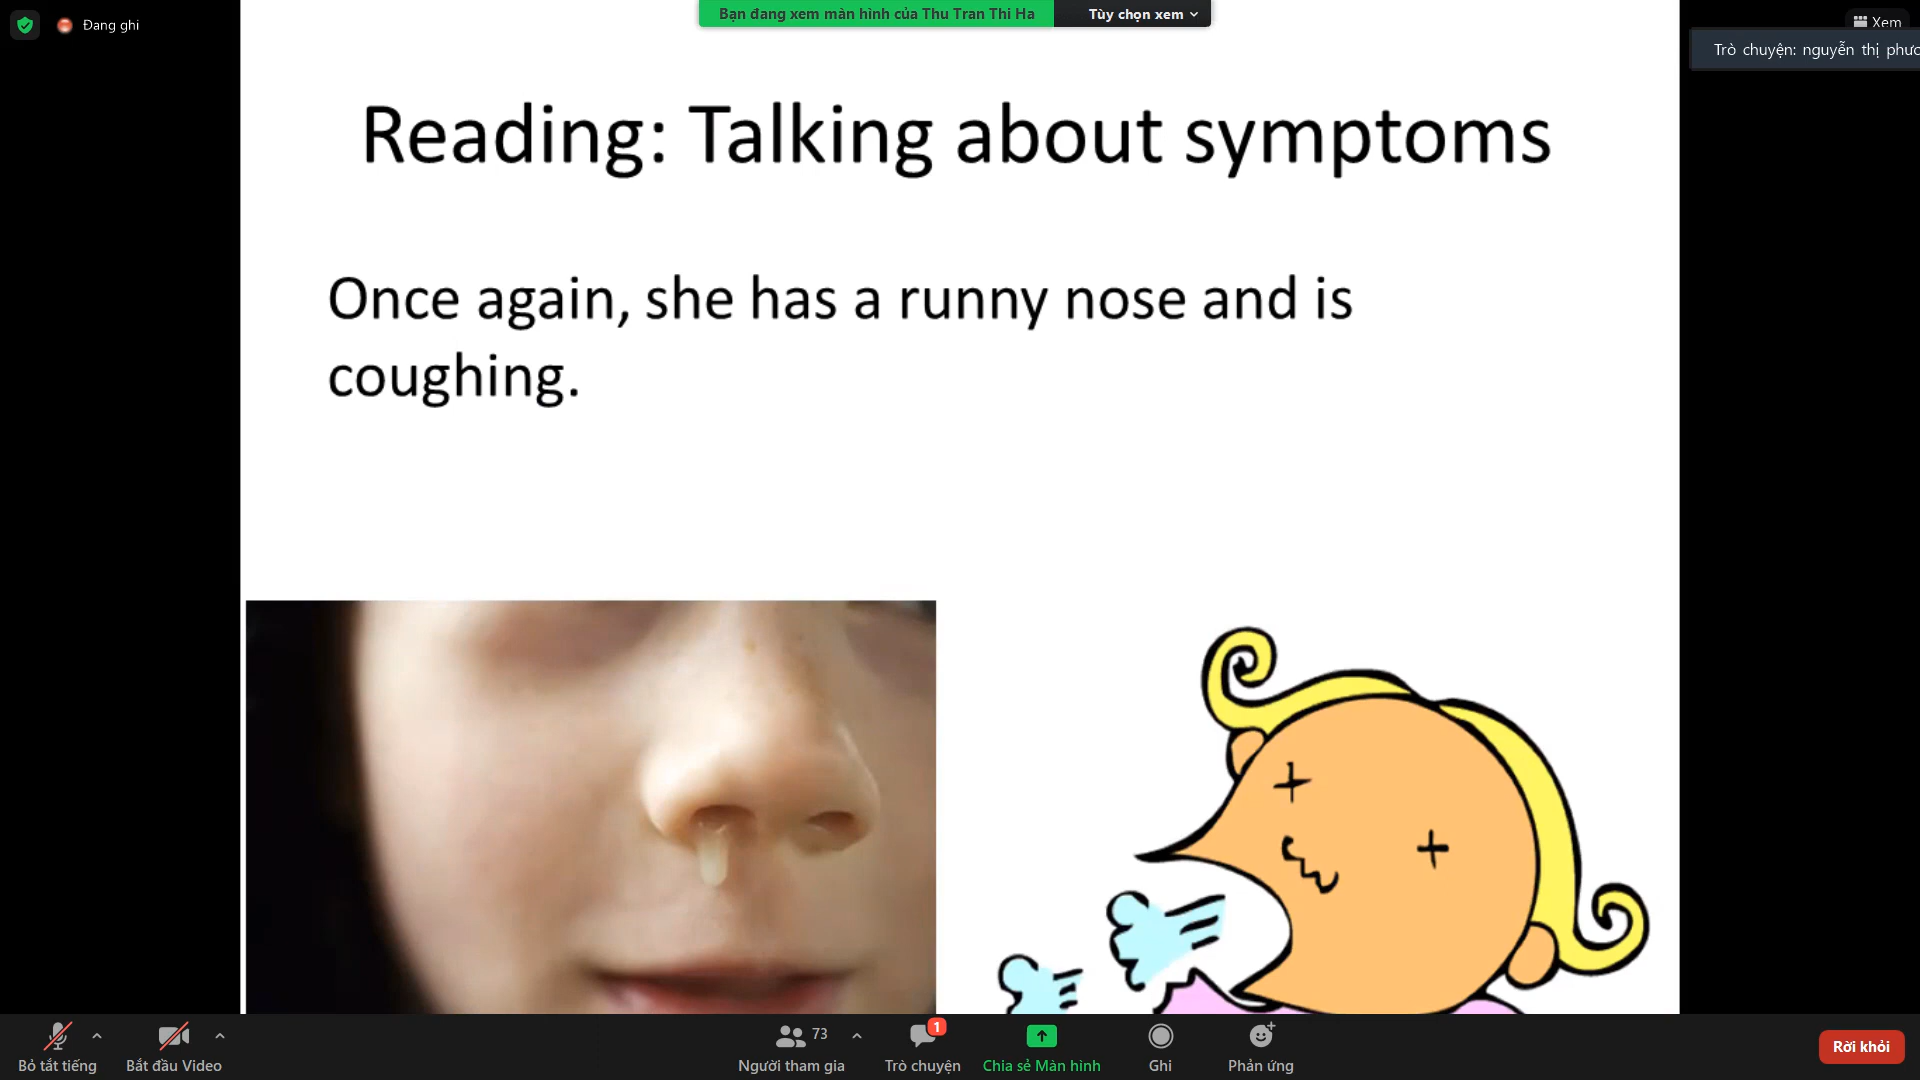 Đang ghi
Bạn đang xem màn hình của Thu Tran Thi Ha
Tùy chọn xem
Xem
Trò chuyện: nguyễn thị phươ
Reading: Talking about symptoms
Once again, she has a runny nose and is
coughing.
Bỏ tắt tiếng
Bắt đầu Video
73
Người tham gia
1
Trò chuyện
Chia sẻ Màn hình
Ghi
Phản ứng
Rời khỏi